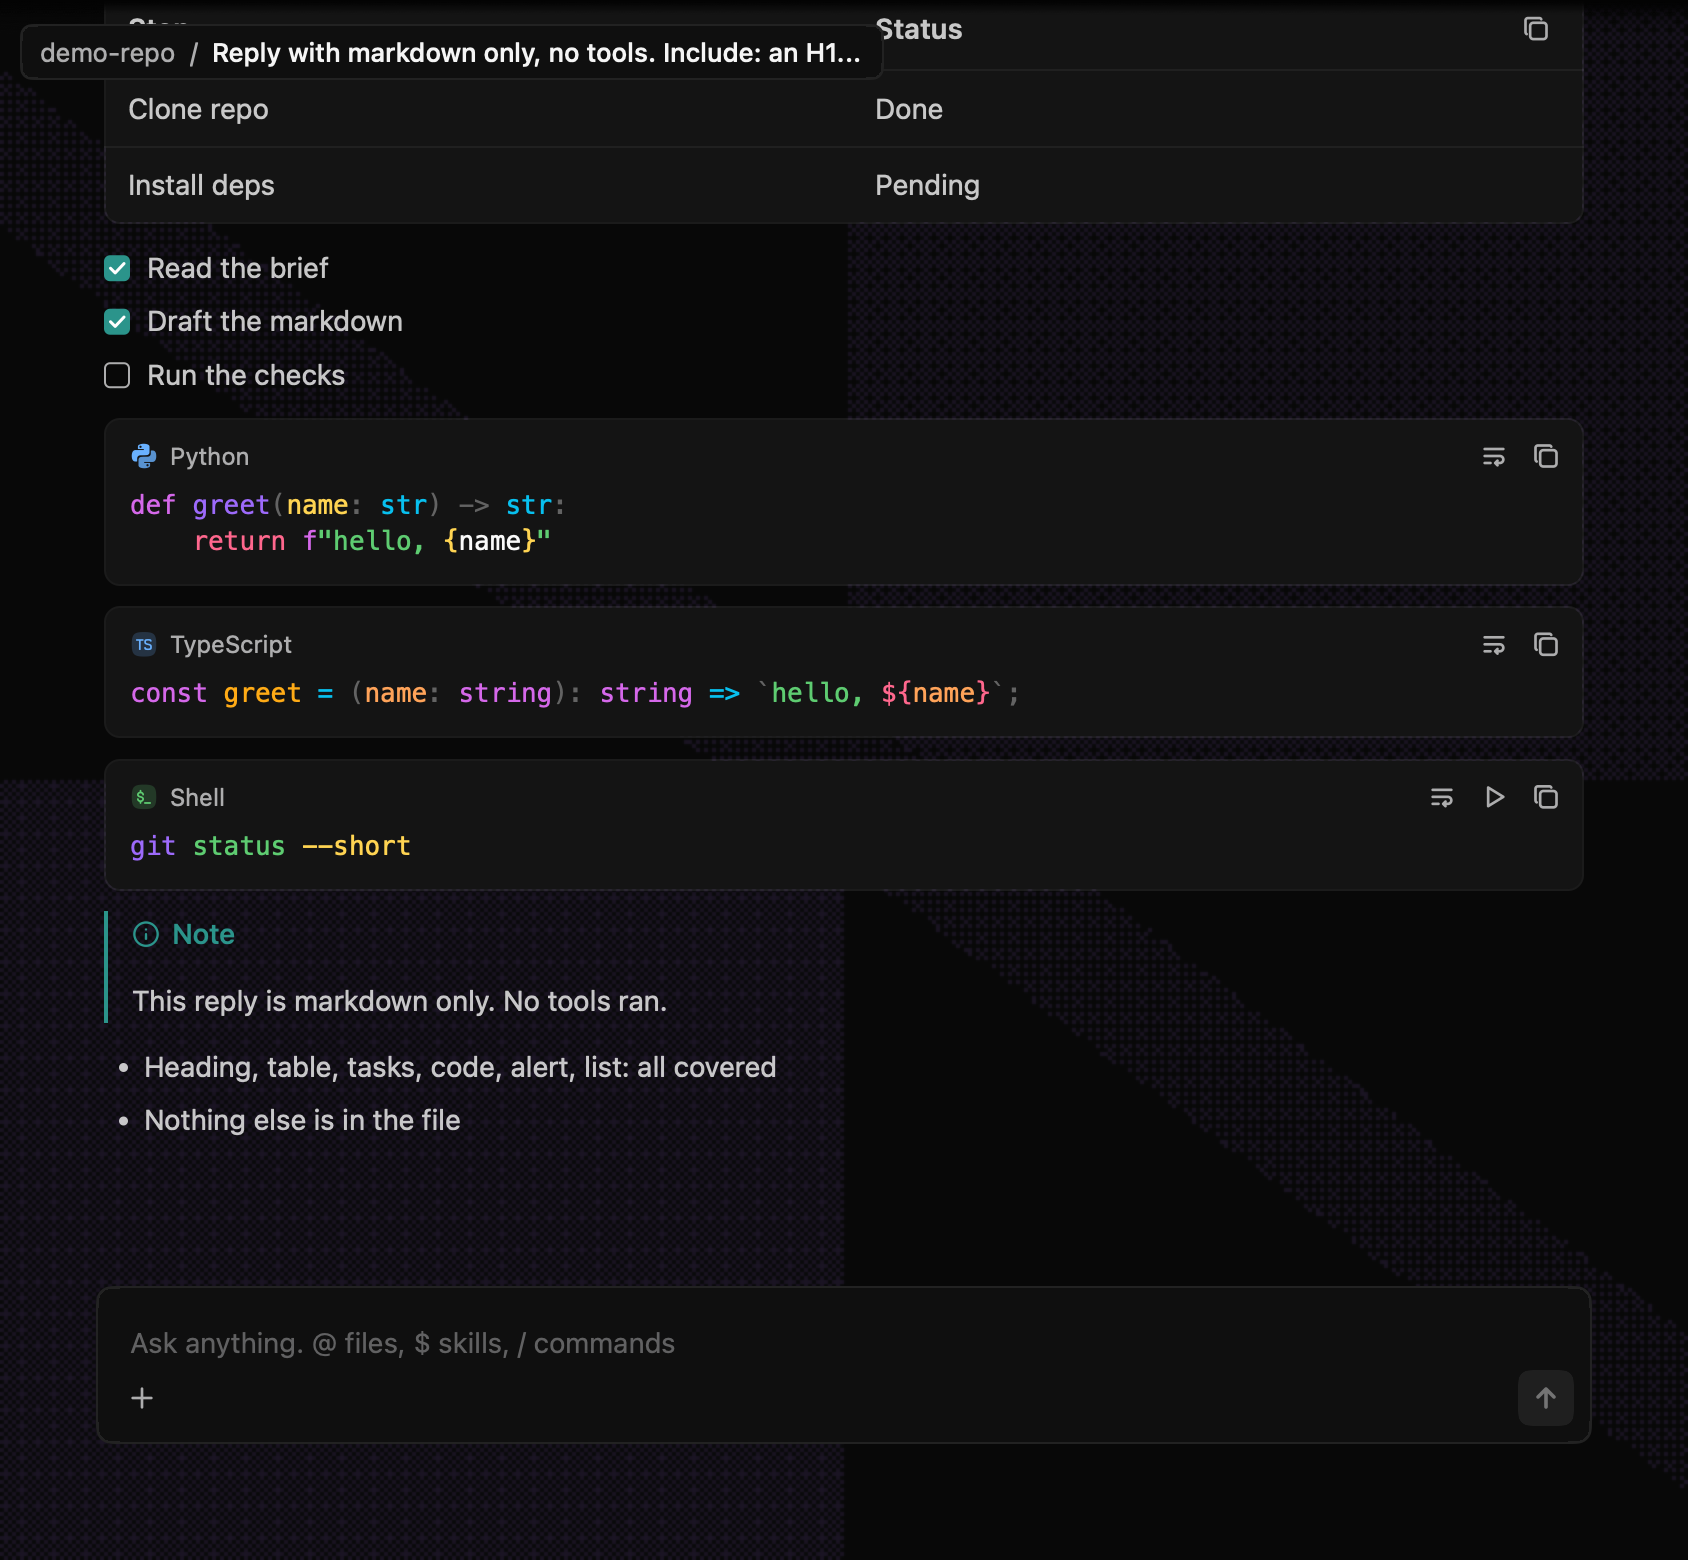 demo-repo / Reply with markdown only, no tools. Include: an H1...
Status
Clone repo Done
Install deps Pending
Read the brief
Draft the markdown
Run the checks
Python
def greet(name: str) -> str:
    return f"hello, {name}"
TS TypeScript
const greet = (name: string): string => `hello, ${name}`;
$_ Shell
git status --short
Note
This reply is markdown only. No tools ran.
• Heading, table, tasks, code, alert, list: all covered
• Nothing else is in the file
Ask anything. @ files, $ skills, / commands